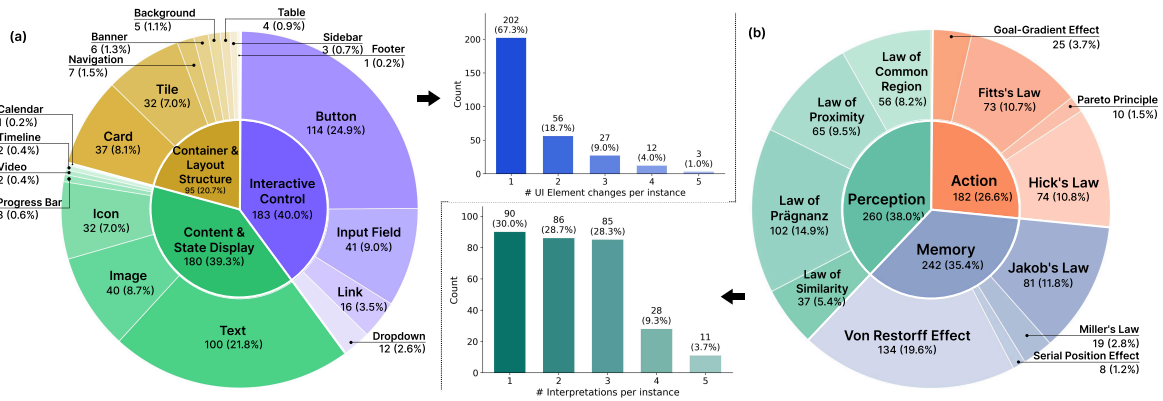 (a)
Background
5 (1.1%)
Table
4 (0.9%)
Banner
6 (1.3%)
Sidebar
3 (0.7%)
Navigation
7 (1.5%)
Footer
1 (0.2%)
Tile
32 (7.0%)
Button
114 (24.9%)
Calendar
1 (0.2%)
Card
37 (8.1%)
Timeline
2 (0.4%)
Container &
Layout
Structure
95 (20.7%)
Video
2 (0.4%)
Interactive
Control
183 (40.0%)
Progress Bar
3 (0.6%)
Icon
32 (7.0%)
Content &
State Display
180 (39.3%)
Input Field
41 (9.0%)
Image
40 (8.7%)
Link
16 (3.5%)
Text
100 (21.8%)
Dropdown
12 (2.6%)
202
(67.3%)
200
150
100
50
0
Count
56
(18.7%)
27
(9.0%)
12
(4.0%)
3
(1.0%)
1 2 3 4 5
# UI Element changes per instance
90
(30.0%)
86
(28.7%)
85
(28.3%)
28
(9.3%)
11
(3.7%)
100
80
60
40
20
0
Count
1 2 3 4 5
# Interpretations per instance
(b)
Goal-Gradient Effect
25 (3.7%)
Law of
Common
Region
56 (8.2%)
Fitts's Law
73 (10.7%)
Pareto Principle
10 (1.5%)
Law of
Proximity
65 (9.5%)
Action
182 (26.6%)
Hick's Law
74 (10.8%)
Perception
260 (38.0%)
Law of
Prägnanz
102 (14.9%)
Memory
242 (35.4%)
Law of
Similarity
37 (5.4%)
Jakob's Law
81 (11.8%)
Von Restorff Effect
134 (19.6%)
Miller's Law
19 (2.8%)
Serial Position Effect
8 (1.2%)